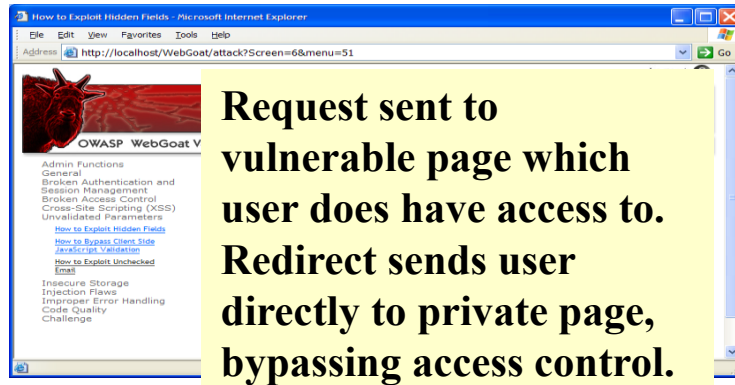 How to Exploit Hidden Fields - Microsoft Internet Explorer
File Edit View Favorites Tools Help
Address http://localhost/WebGoat/attack?Screen=6&menu=51 Go
OWASP WebGoat V
Admin Functions
General
Broken Authentication and
Session Management
Broken Access Control
Cross-Site Scripting (XSS)
Unvalidated Parameters
How to Exploit Hidden Fields
How to Bypass Client Side
JavaScript Validation
How to Exploit Unchecked
Email
Insecure Storage
Injection Flaws
Improper Error Handling
Code Quality
Challenge
Request sent to
vulnerable page which
user does have access to.
Redirect sends user
directly to private page,
bypassing access control.